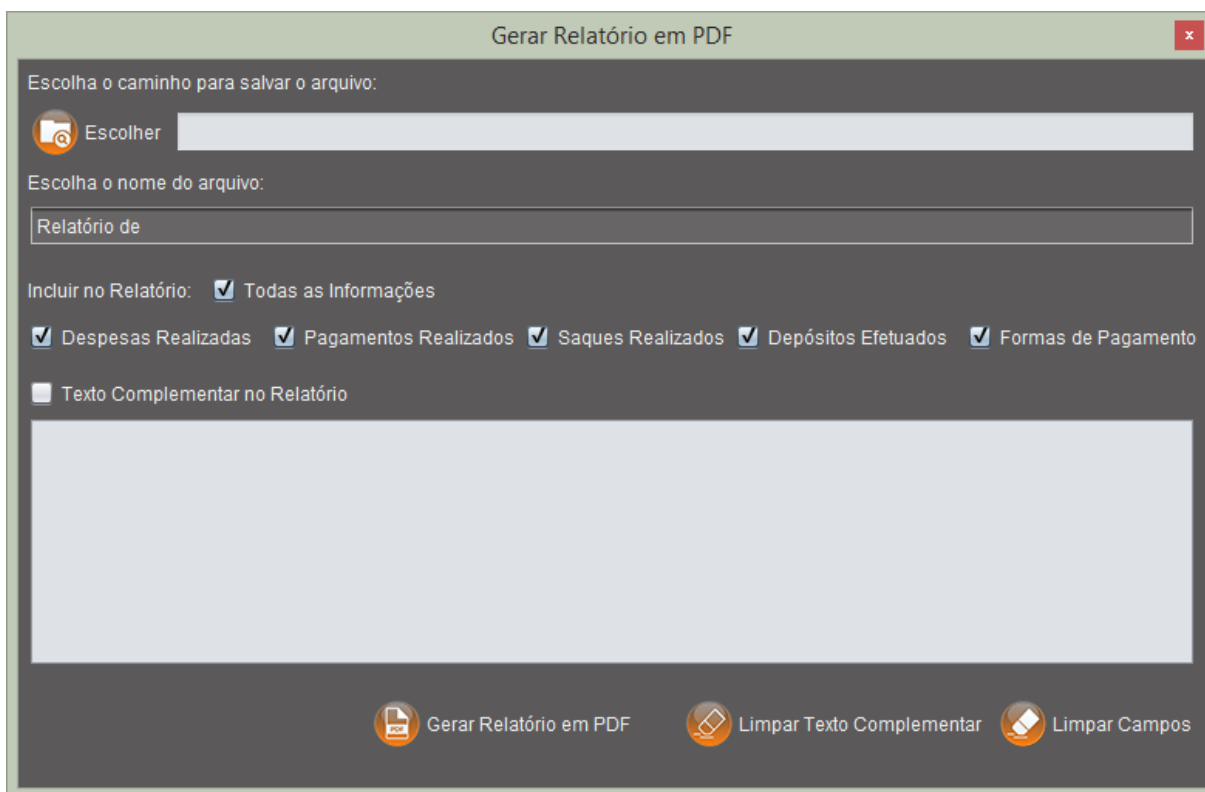 Gerar Relatório em PDF
x
Escolha o caminho para salvar o arquivo:
Escolher
Escolha o nome do arquivo:
Relatório de
Incluir no Relatório: Todas as Informações
Despesas Realizadas Pagamentos Realizados Saques Realizados Depósitos Efetuados Formas de Pagamento
Texto Complementar no Relatório
PDF Gerar Relatório em PDF Limpar Texto Complementar Limpar Campos